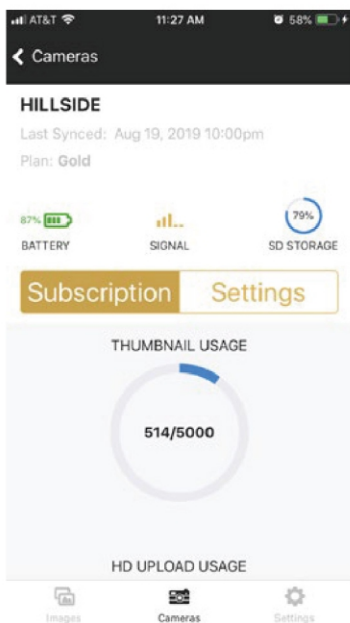 AT&T 11:27 AM 58%
Cameras
HILLSIDE
Last Synced: Aug 19, 2019 10:00pm
Plan: Gold
87% 79%
BATTERY SIGNAL SD STORAGE
Subscription Settings
THUMBNAIL USAGE
514/5000
HD UPLOAD USAGE
Images Cameras Settings